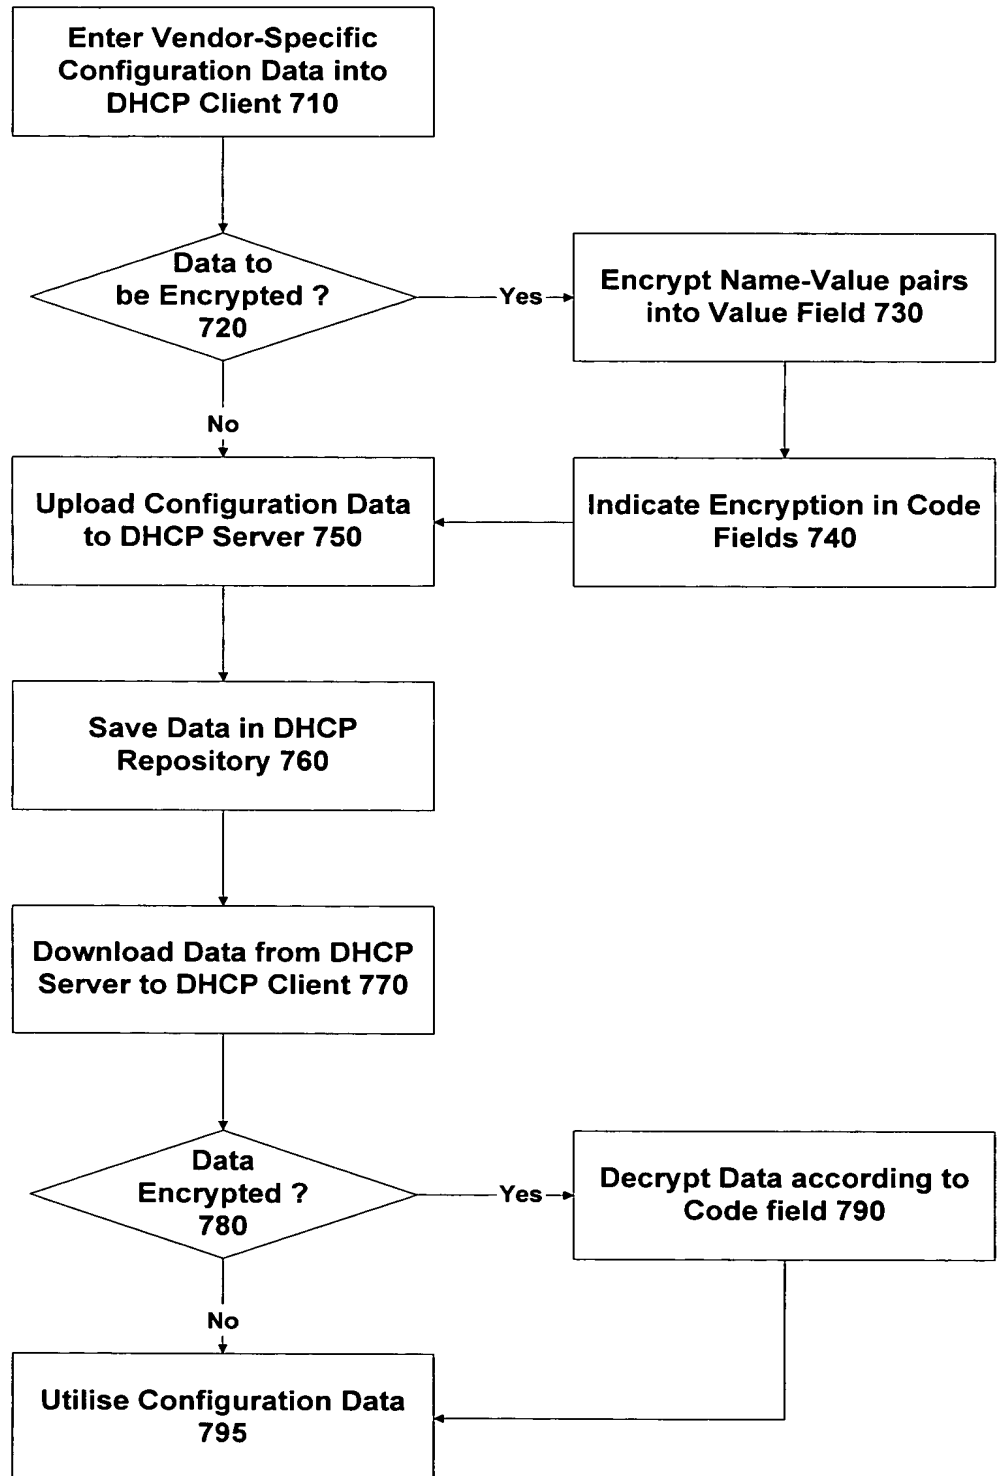 Enter Vendor-Specific
Configuration Data into
DHCP Client 710
Data to
be Encrypted ?
720
Yes
Encrypt Name-Value pairs
into Value Field 730
No
Upload Configuration Data
to DHCP Server 750
Indicate Encryption in Code
Fields 740
Save Data in DHCP
Repository 760
Download Data from DHCP
Server to DHCP Client 770
Data
Encrypted ?
780
Yes
Decrypt Data according to
Code field 790
No
Utilise Configuration Data
795